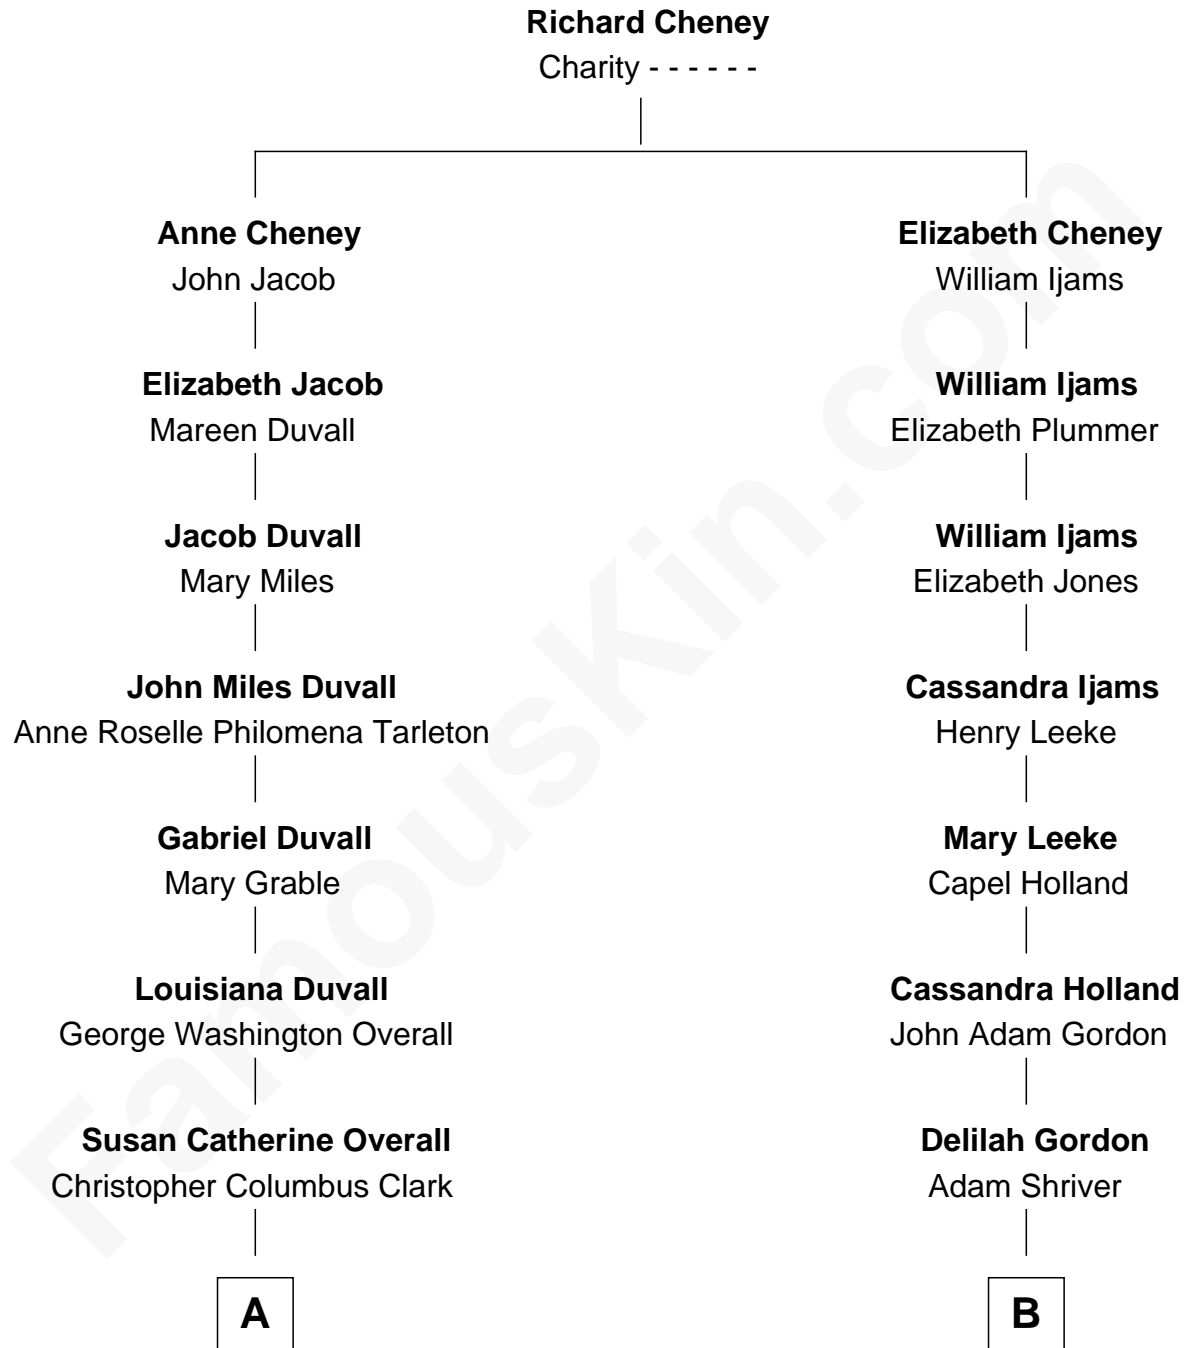 Richard Cheney
Charity - - - - - -
Anne Cheney
John Jacob
Elizabeth Cheney
William Ijams
Elizabeth Jacob
Mareen Duvall
William Ijams
Elizabeth Plummer
Jacob Duvall
Mary Miles
William Ijams
Elizabeth Jones
John Miles Duvall
Anne Roselle Philomena Tarleton
Cassandra Ijams
Henry Leeke
Gabriel Duvall
Mary Grable
Mary Leeke
Capel Holland
Louisiana Duvall
George Washington Overall
Cassandra Holland
John Adam Gordon
Susan Catherine Overall
Christopher Columbus Clark
Delilah Gordon
Adam Shriver
A
B
FamousKin.com